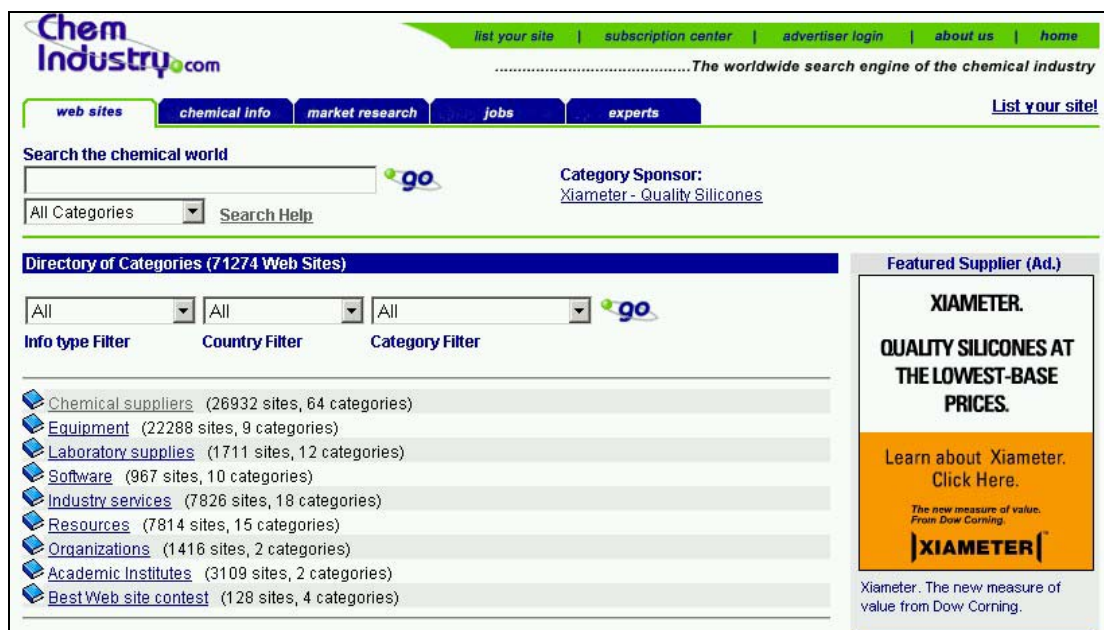 Chem
Industry.com
list your site | subscription center | advertiser login | about us | home
...........................................The worldwide search engine of the chemical industry
web sites chemical info market research jobs experts
List your site!
Search the chemical world
go
Category Sponsor:
Xiameter - Quality Silicones
All Categories Search Help
Directory of Categories (71274 Web Sites)
All All All go
Info type Filter Country Filter Category Filter
Chemical suppliers (26932 sites, 64 categories)
Equipment (22288 sites, 9 categories)
Laboratory supplies (1711 sites, 12 categories)
Software (967 sites, 10 categories)
Industry services (7826 sites, 18 categories)
Resources (7814 sites, 15 categories)
Organizations (1416 sites, 2 categories)
Academic Institutes (3109 sites, 2 categories)
Best Web site contest (128 sites, 4 categories)
Featured Supplier (Ad.)
XIAMETER.
QUALITY SILICONES AT
THE LOWEST-BASE
PRICES.
Learn about Xiameter.
Click Here.
The new measure of value.
From Dow Corning.
XIAMETER
Xiameter. The new measure of
value from Dow Corning.